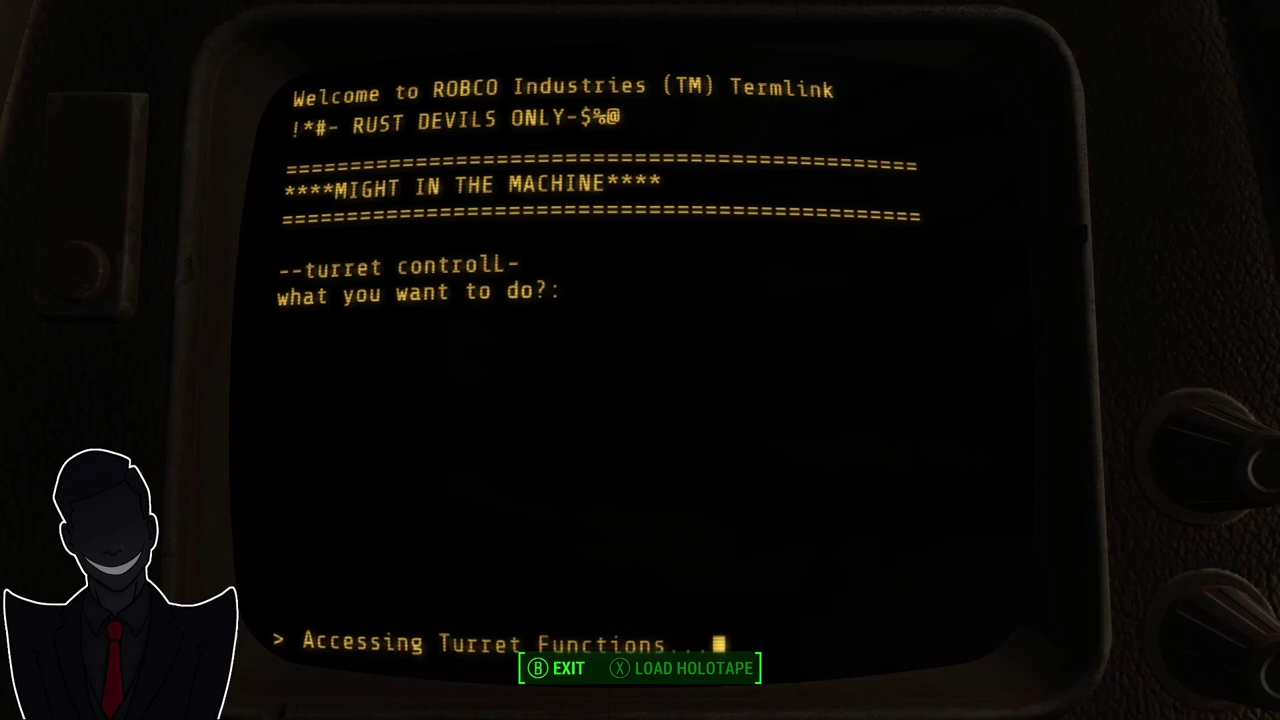 Welcome to ROBCO Industries (TM) Termlink
!*#- RUST DEVILS ONLY-$%@
=================================================
****MIGHT IN THE MACHINE****
=================================================
--turret controlL-
what you want to do?:
> Accessing Turret Functions...
B EXIT X LOAD HOLOTAPE